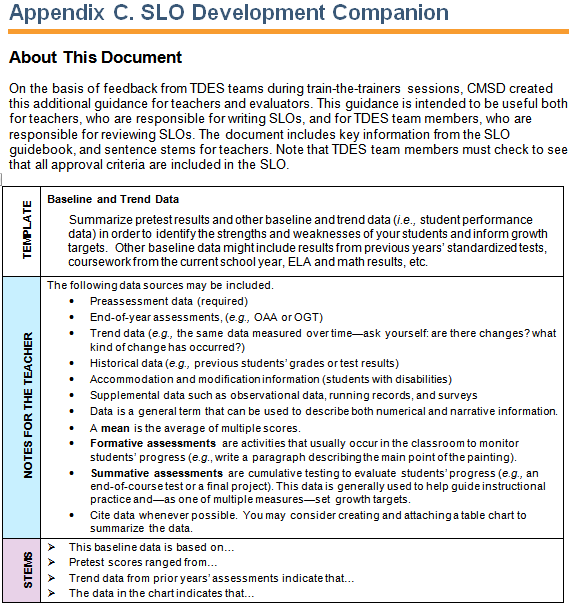 Appendix C. SLO Development Companion
About This Document
On the basis of feedback from TDES teams during train-the-trainers sessions, CMSD created
this additional guidance for teachers and evaluators. This guidance is intended to be useful both
for teachers, who are responsible for writing SLOs, and for TDES team members, who are
responsible for reviewing SLOs. The document includes key information from the SLO
guidebook, and sentence stems for teachers. Note that TDES team members must check to see
that all approval criteria are included in the SLO.
TEMPLATE
Baseline and Trend Data
Summarize pretest results and other baseline and trend data (i.e., student performance
data) in order to identify the strengths and weaknesses of your students and inform growth
targets. Other baseline data might include results from previous years' standardized tests,
coursework from the current school year, ELA and math results, etc.
NOTES FOR THE TEACHER
The following data sources may be included.
• Preassessment data (required)
• End-of-year assessments, (e.g., OAA or OGT)
• Trend data (e.g., the same data measured over time—ask yourself: are there changes? what
kind of change has occurred?)
• Historical data (e.g., previous students' grades or test results)
• Accommodation and modification information (students with disabilities)
• Supplemental data such as observational data, running records, and surveys
• Data is a general term that can be used to describe both numerical and narrative information.
• A mean is the average of multiple scores.
• Formative assessments are activities that usually occur in the classroom to monitor
students' progress (e.g., write a paragraph describing the main point of the painting).
• Summative assessments are cumulative testing to evaluate students' progress (e.g., an
end-of-course test or a final project). This data is generally used to help guide instructional
practice and—as one of multiple measures—set growth targets.
• Cite data whenever possible. You may consider creating and attaching a table chart to
summarize the data.
STEMS
➤ This baseline data is based on…
➤ Pretest scores ranged from…
➤ Trend data from prior years' assessments indicate that…
➤ The data in the chart indicates that…